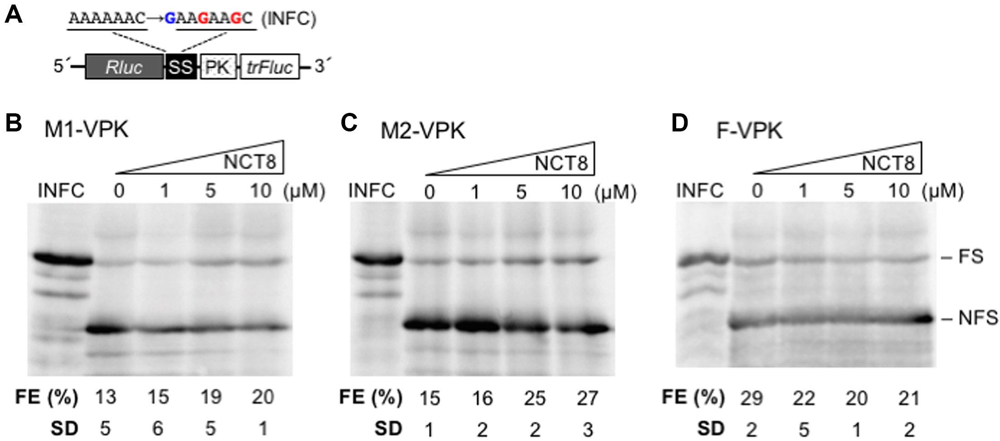 A
AAAAAAC→GAAGAAGC (INFC)
5´ Rluc SS PK trFluc 3´
B M1-VPK
NCT8
INFC 0 1 5 10 (µM)
FE (%) 13 15 19 20
SD 5 6 5 1
C M2-VPK
NCT8
INFC 0 1 5 10 (µM)
FE (%) 15 16 25 27
SD 1 2 2 3
D F-VPK
NCT8
INFC 0 1 5 10 (µM)
– FS
– NFS
FE (%) 29 22 20 21
SD 2 5 1 2